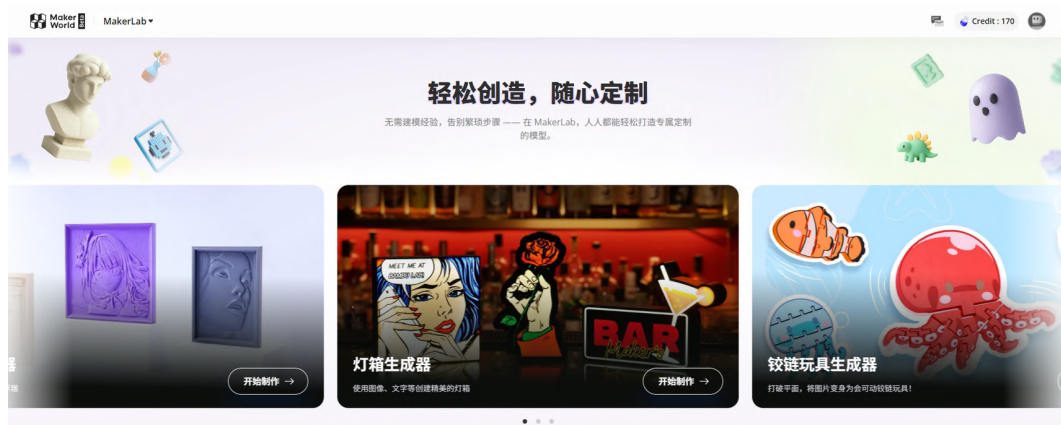 Maker
World
Beta
MakerLab
Credit : 170
轻松创造，随心定制
无需建模经验，告别繁琐步骤 —— 在 MakerLab，人人都能轻松打造专属定制
的模型。
MEET ME AT
BAMBU LAB!
BAR
Maker's
器
灯箱生成器
铰链玩具生成器
开始制作 →
使用图像、文字等创建精美的灯箱
开始制作 →
打破平面，将图片变身为会可动铰链玩具！